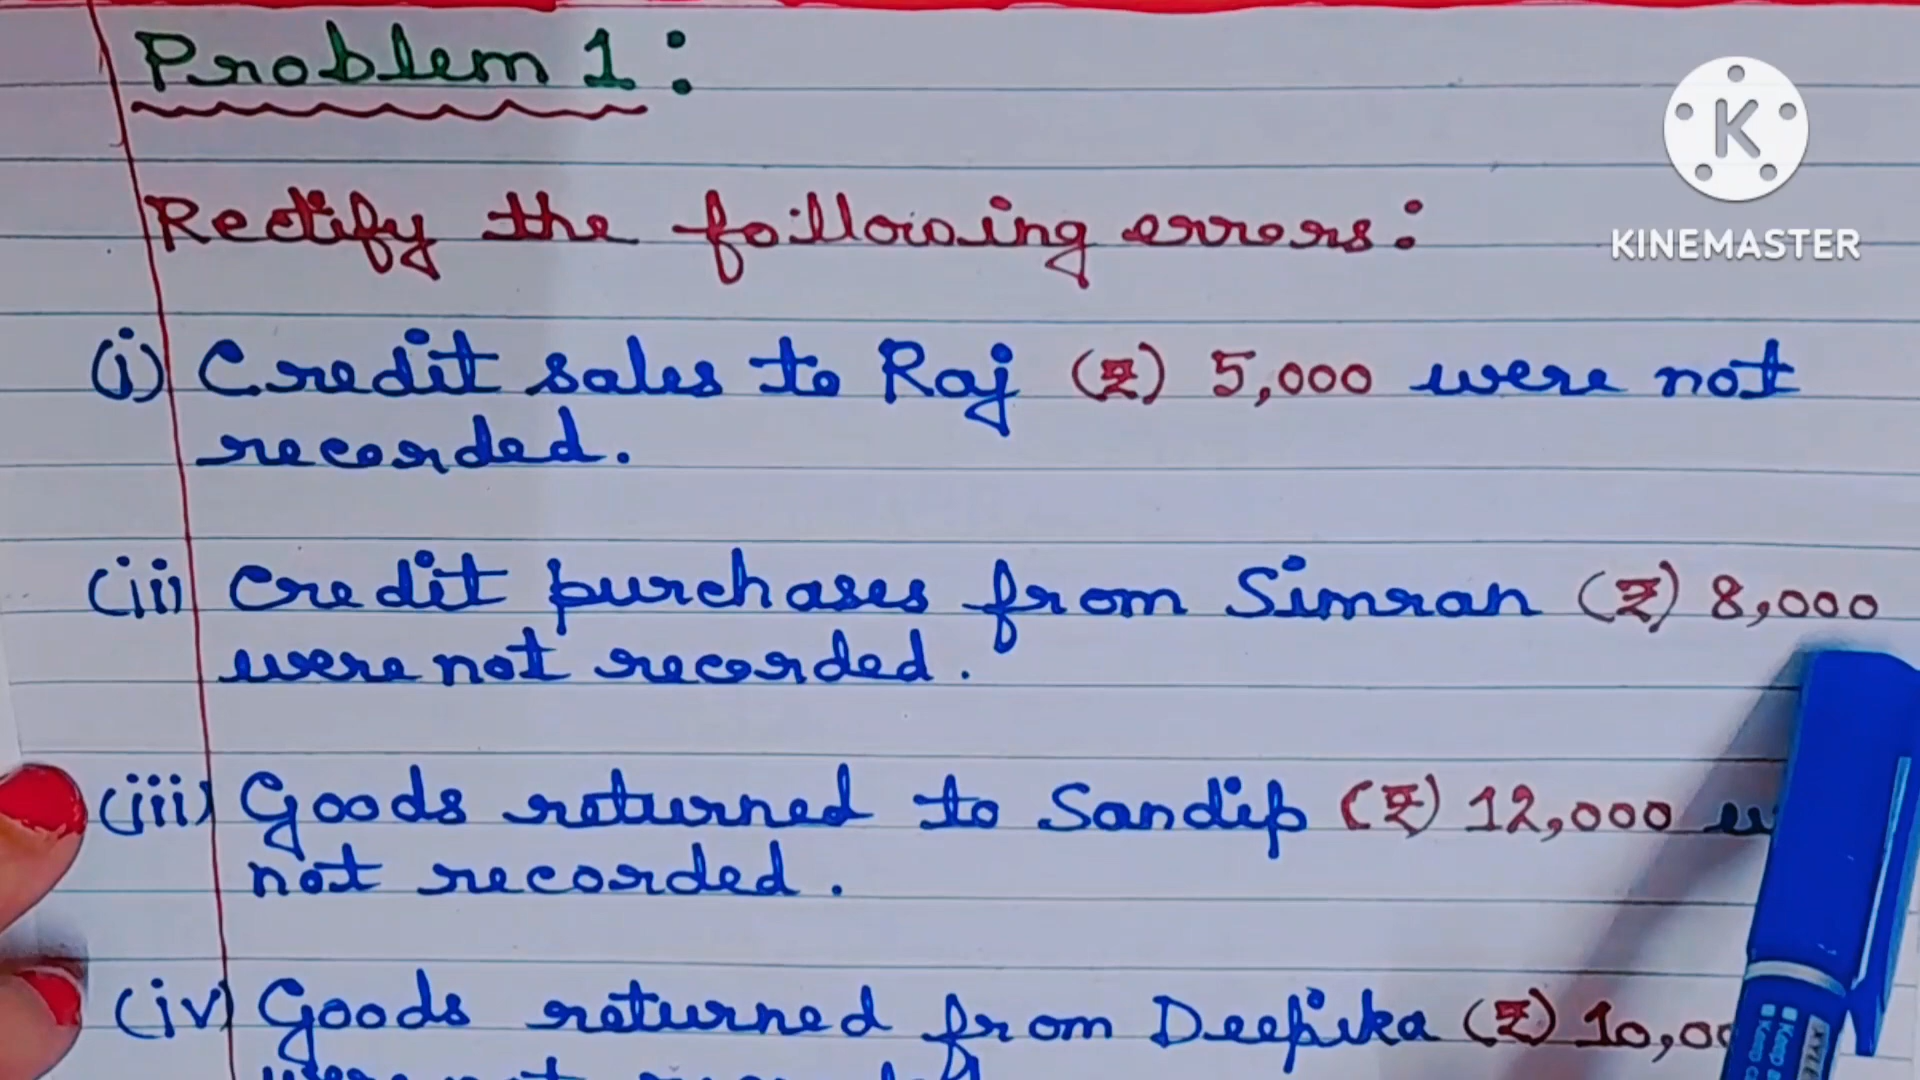 Problem 1 :
K
KINEMASTER
Rectify the following errors :
(i) Credit sales to Raj (₹) 5,000 were not
recorded.
(ii) Credit purchases from Simran (₹) 8,000
were not recorded.
(iii) Goods returned to Sandip (₹) 12,000
not recorded.
(iv) Goods returned from Deepika (₹)
were not